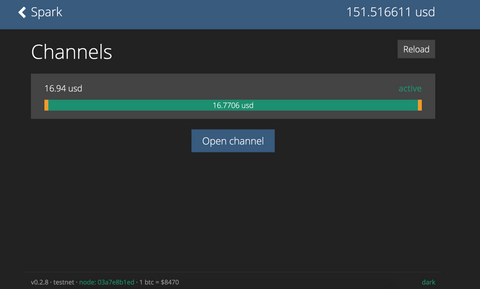 Spark 151.516611 usd
Channels Reload
16.94 usd active
16.7706 usd
Open channel
v0.2.8 · testnet · node: 03a7e8b1ed · 1 btc = $8470 dark